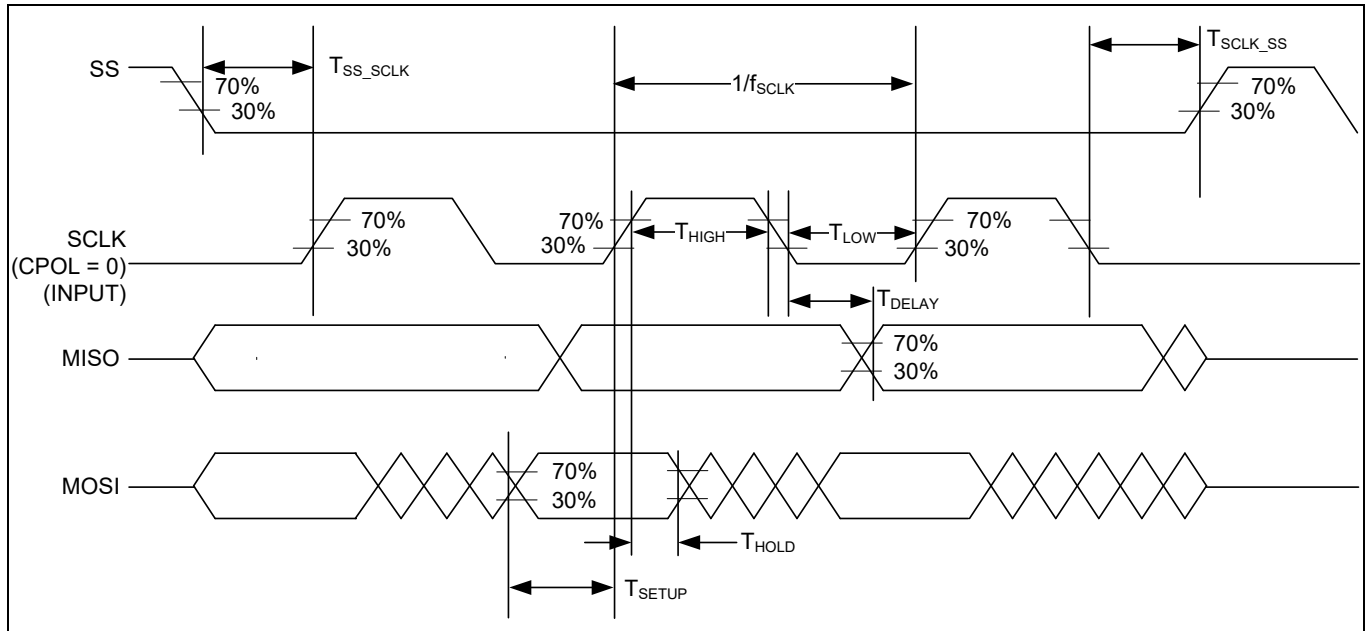 SS
70%
30%
T_SS_SCLK
1/f_SCLK
T_SCLK_SS
70%
30%
SCLK
(CPOL = 0)
(INPUT)
70%
30%
70%
30%
T_HIGH
T_LOW
70%
30%
T_DELAY
MISO
70%
30%
MOSI
70%
30%
T_HOLD
T_SETUP